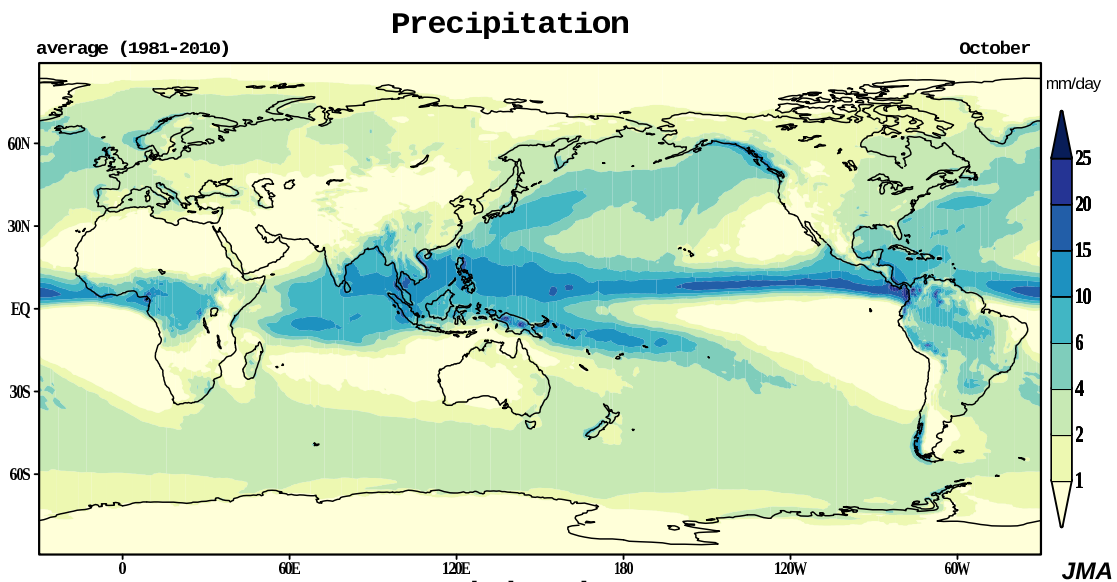 Precipitation
average (1981-2010) October
mm/day
60N
30N
EQ
30S
60S
0 60E 120E 180 120W 60W
25
20
15
10
6
4
2
1
JMA